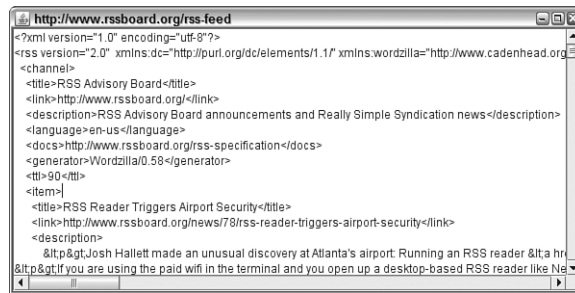 http://www.rssboard.org/rss-feed
<?xml version="1.0" encoding="utf-8"?>
<rss version="2.0" xmlns:dc="http://purl.org/dc/elements/1.1/" xmlns:wordzilla="http://www.cadenhead.org
<channel>
<title>RSS Advisory Board</title>
<link>http://www.rssboard.org/</link>
<description>RSS Advisory Board announcements and Really Simple Syndication news</description>
<language>en-us</language>
<docs>http://www.rssboard.org/rss-specification</docs>
<generator>Wordzilla/0.58</generator>
<ttl>90</ttl>
<item>
<title>RSS Reader Triggers Airport Security</title>
<link>http://www.rssboard.org/news/78/rss-reader-triggers-airport-security</link>
<description>
&lt;p&gt;Josh Hallett made an unusual discovery at Atlanta's airport: Running an RSS reader &lt;a hr
&lt;p&gt;If you are using the paid wifi in the terminal and you open up a desktop-based RSS reader like Ne